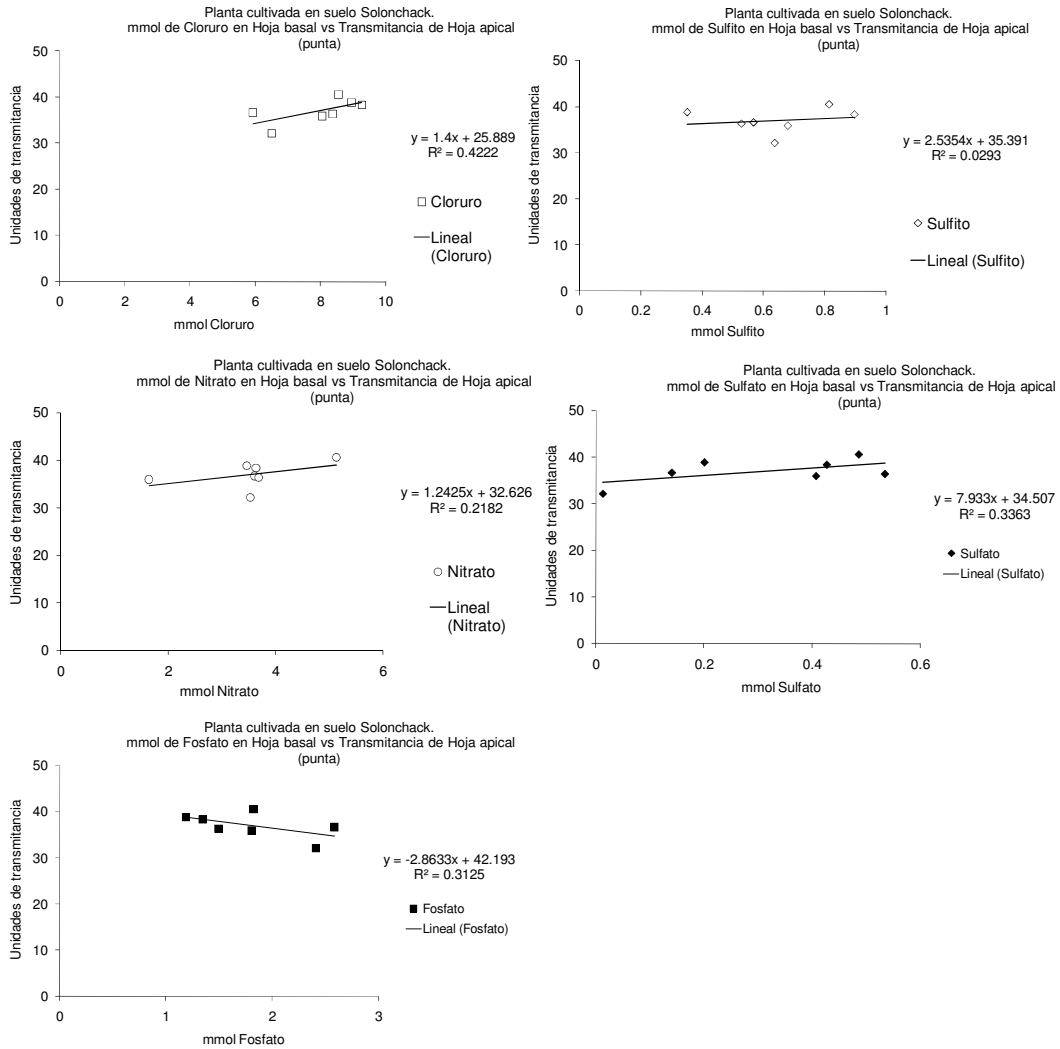 Planta cultivada en suelo Solonchack.
mmol de Cloruro en Hoja basal vs Transmitancia de Hoja apical
(punta)
50
40
30
20
10
0
Unidades de transmitancia
0 2 4 6 8 10
mmol Cloruro
y = 1.4x + 25.889
R² = 0.4222
Cloruro
Lineal
(Cloruro)
Planta cultivada en suelo Solonchack.
mmol de Sulfito en Hoja basal vs Transmitancia de Hoja apical
(punta)
50
40
30
20
10
0
Unidades de transmitancia
0 0.2 0.4 0.6 0.8 1
mmol Sulfito
y = 2.5354x + 35.391
R² = 0.0293
Sulfito
Lineal (Sulfito)
Planta cultivada en suelo Solonchack.
mmol de Nitrato en Hoja basal vs Transmitancia de Hoja apical
(punta)
50
40
30
20
10
0
Unidades de transmitancia
0 2 4 6
mmol Nitrato
y = 1.2425x + 32.626
R² = 0.2182
Nitrato
Lineal
(Nitrato)
Planta cultivada en suelo Solonchack.
mmol de Sulfato en Hoja basal vs Transmitancia de Hoja apical
(punta)
50
40
30
20
10
0
Unidades de transmitancia
0 0.2 0.4 0.6
mmol Sulfato
y = 7.933x + 34.507
R² = 0.3363
Sulfato
Lineal (Sulfato)
Planta cultivada en suelo Solonchack.
mmol de Fosfato en Hoja basal vs Transmitancia de Hoja apical
(punta)
50
40
30
20
10
0
Unidades de transmitancia
0 1 2 3
mmol Fosfato
y = -2.8633x + 42.193
R² = 0.3125
Fosfato
Lineal (Fosfato)